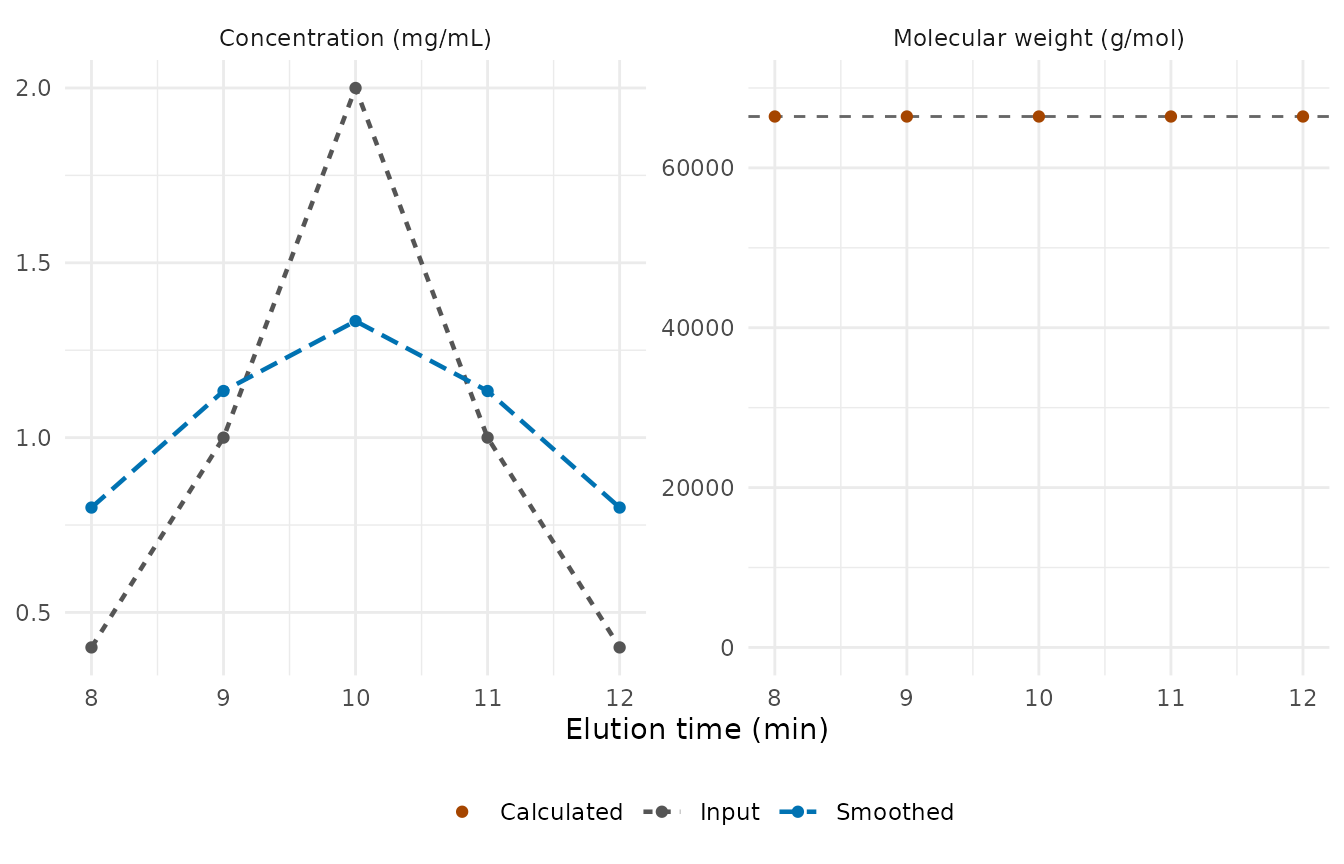 Concentration (mg/mL)
Molecular weight (g/mol)
2.0
1.5
1.0
0.5
60000
40000
20000
0
8 9 10 11 12
8 9 10 11 12
Elution time (min)
Calculated Input Smoothed